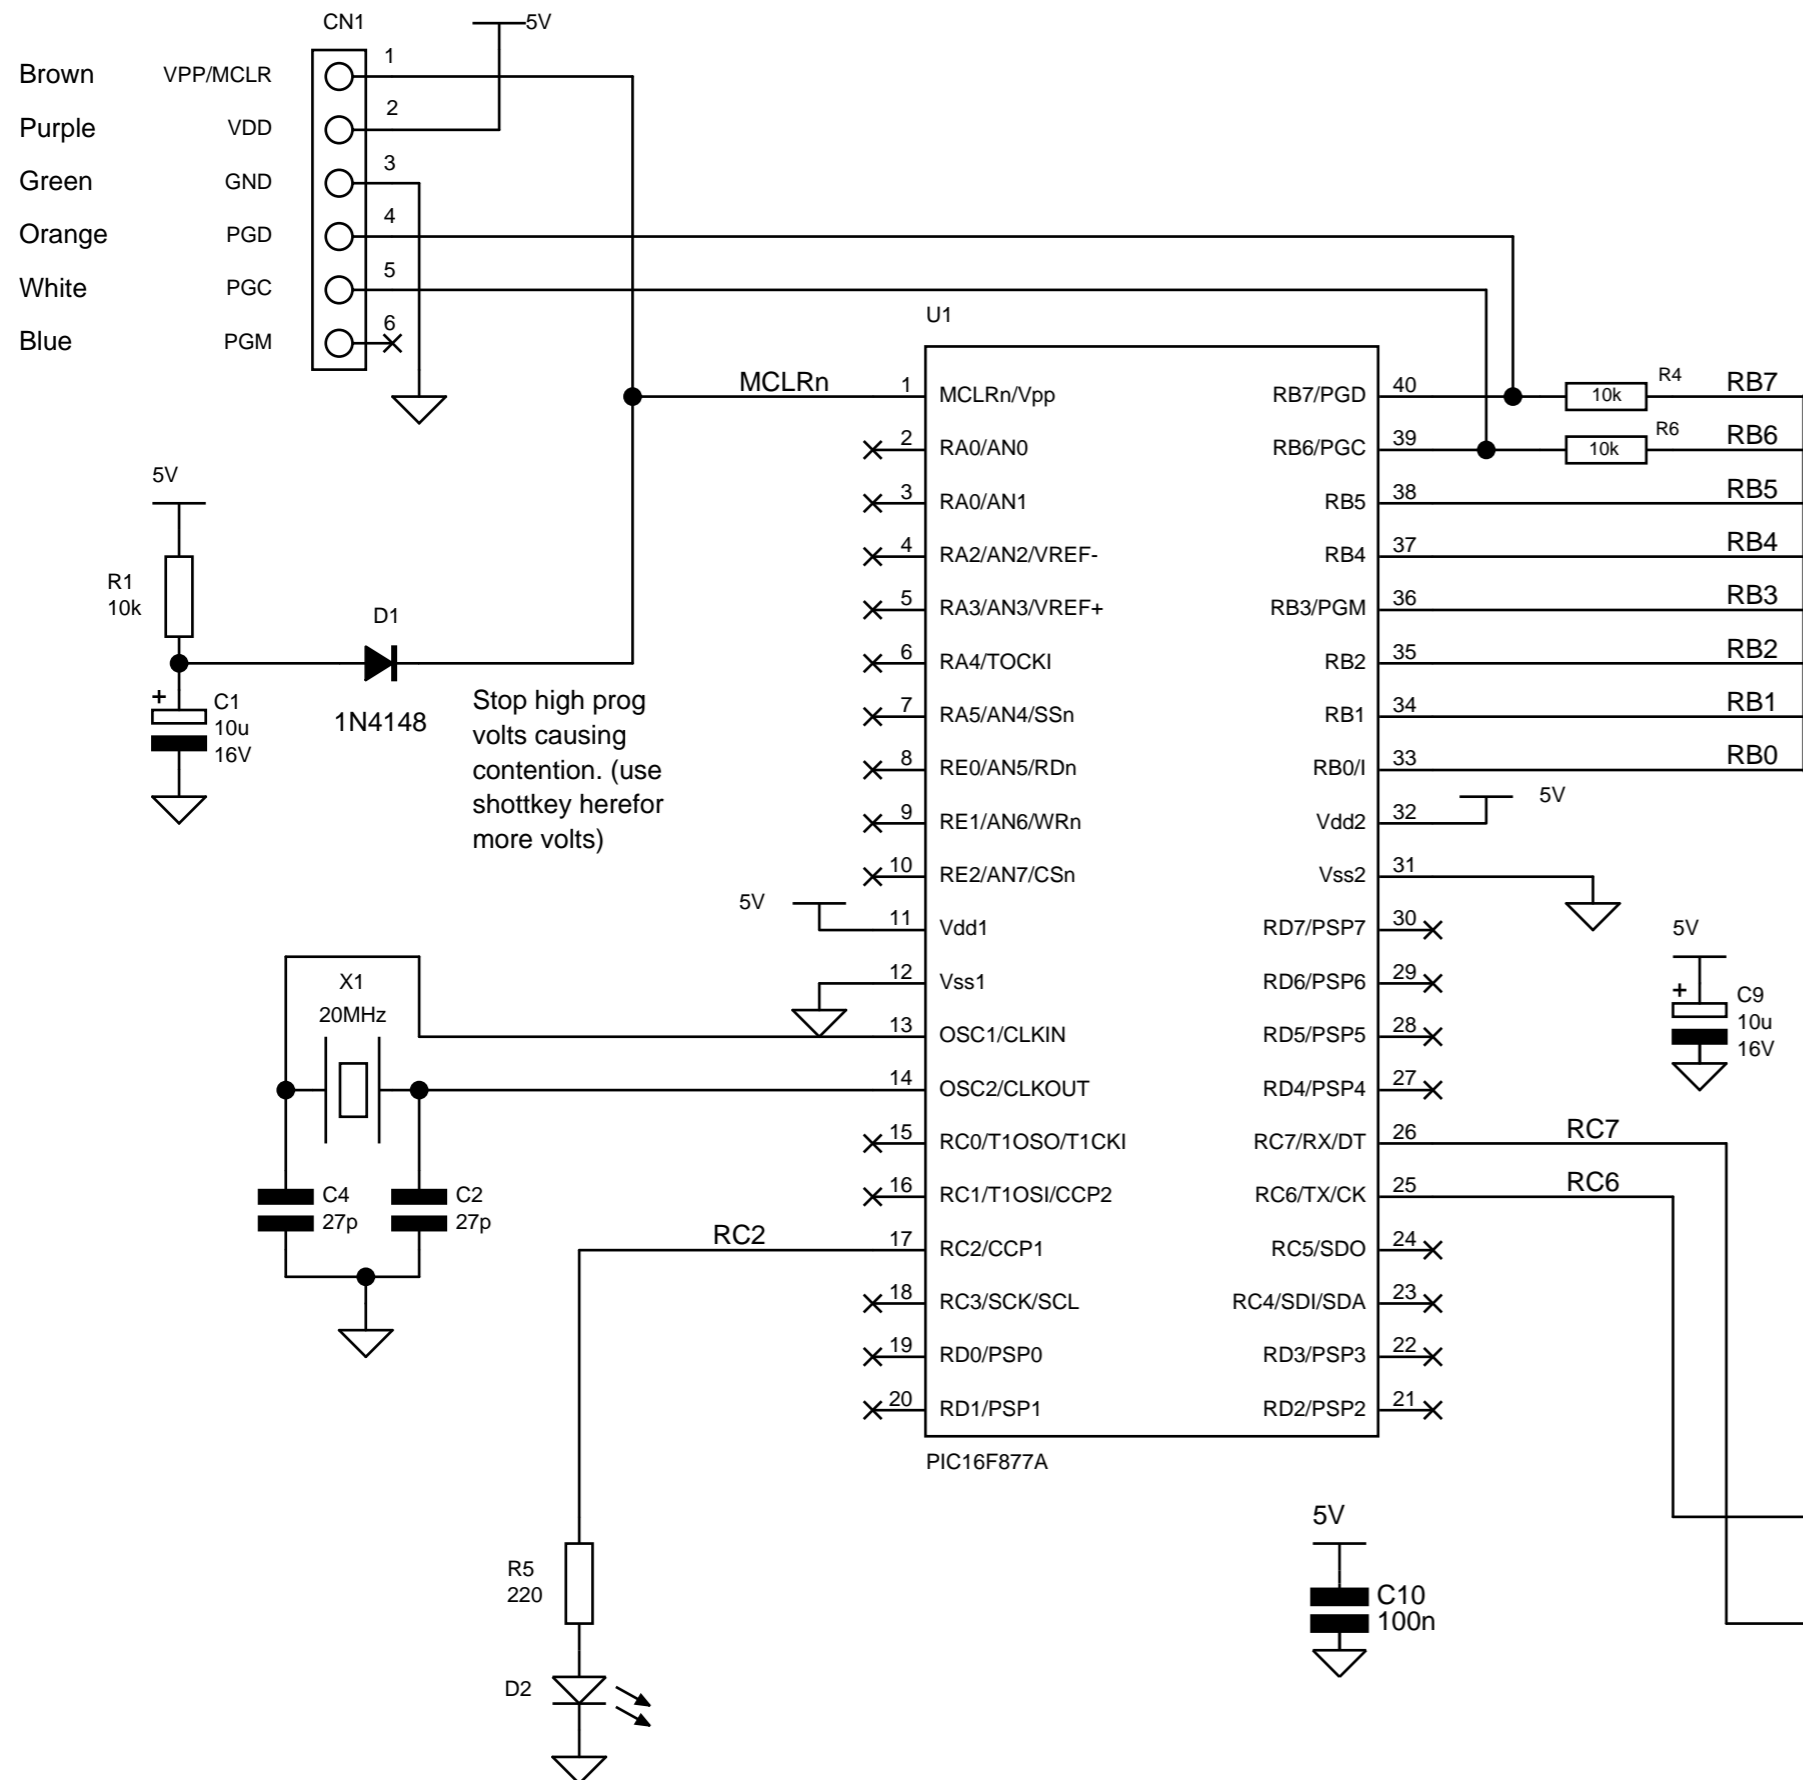 CN1
5V
Brown VPP/MCLR 1
Purple VDD 2
Green GND 3
Orange PGD 4
White PGC 5
Blue PGM 6
U1
MCLRn 1 MCLRn/Vpp RB7/PGD 40 10k R4 RB7
2 RA0/AN0 RB6/PGC 39 10k R6 RB6
3 RA0/AN1 RB5 38 RB5
4 RA2/AN2/VREF- RB4 37 RB4
5 RA3/AN3/VREF+ RB3/PGM 36 RB3
6 RA4/TOCKI RB2 35 RB2
7 RA5/AN4/SSn RB1 34 RB1
8 RE0/AN5/RDn RB0/I 33 RB0
9 RE1/AN6/WRn Vdd2 32 5V
10 RE2/AN7/CSn Vss2 31
5V 11 Vdd1 RD7/PSP7 30
12 Vss1 RD6/PSP6 29
13 OSC1/CLKIN RD5/PSP5 28
14 OSC2/CLKOUT RD4/PSP4 27
15 RC0/T1OSO/T1CKI RC7/RX/DT 26 RC7
16 RC1/T1OSI/CCP2 RC6/TX/CK 25 RC6
RC2 17 RC2/CCP1 RC5/SDO 24
18 RC3/SCK/SCL RC4/SDI/SDA 23
19 RD0/PSP0 RD3/PSP3 22
20 RD1/PSP1 RD2/PSP2 21
PIC16F877A
5V
R1
10k
D1
1N4148
+ C1
10u
16V
Stop high prog
volts causing
contention. (use
shottkey herefor
more volts)
X1
20MHz
C4
27p
C2
27p
5V
+ C9
10u
16V
R5
220
D2
5V
C10
100n